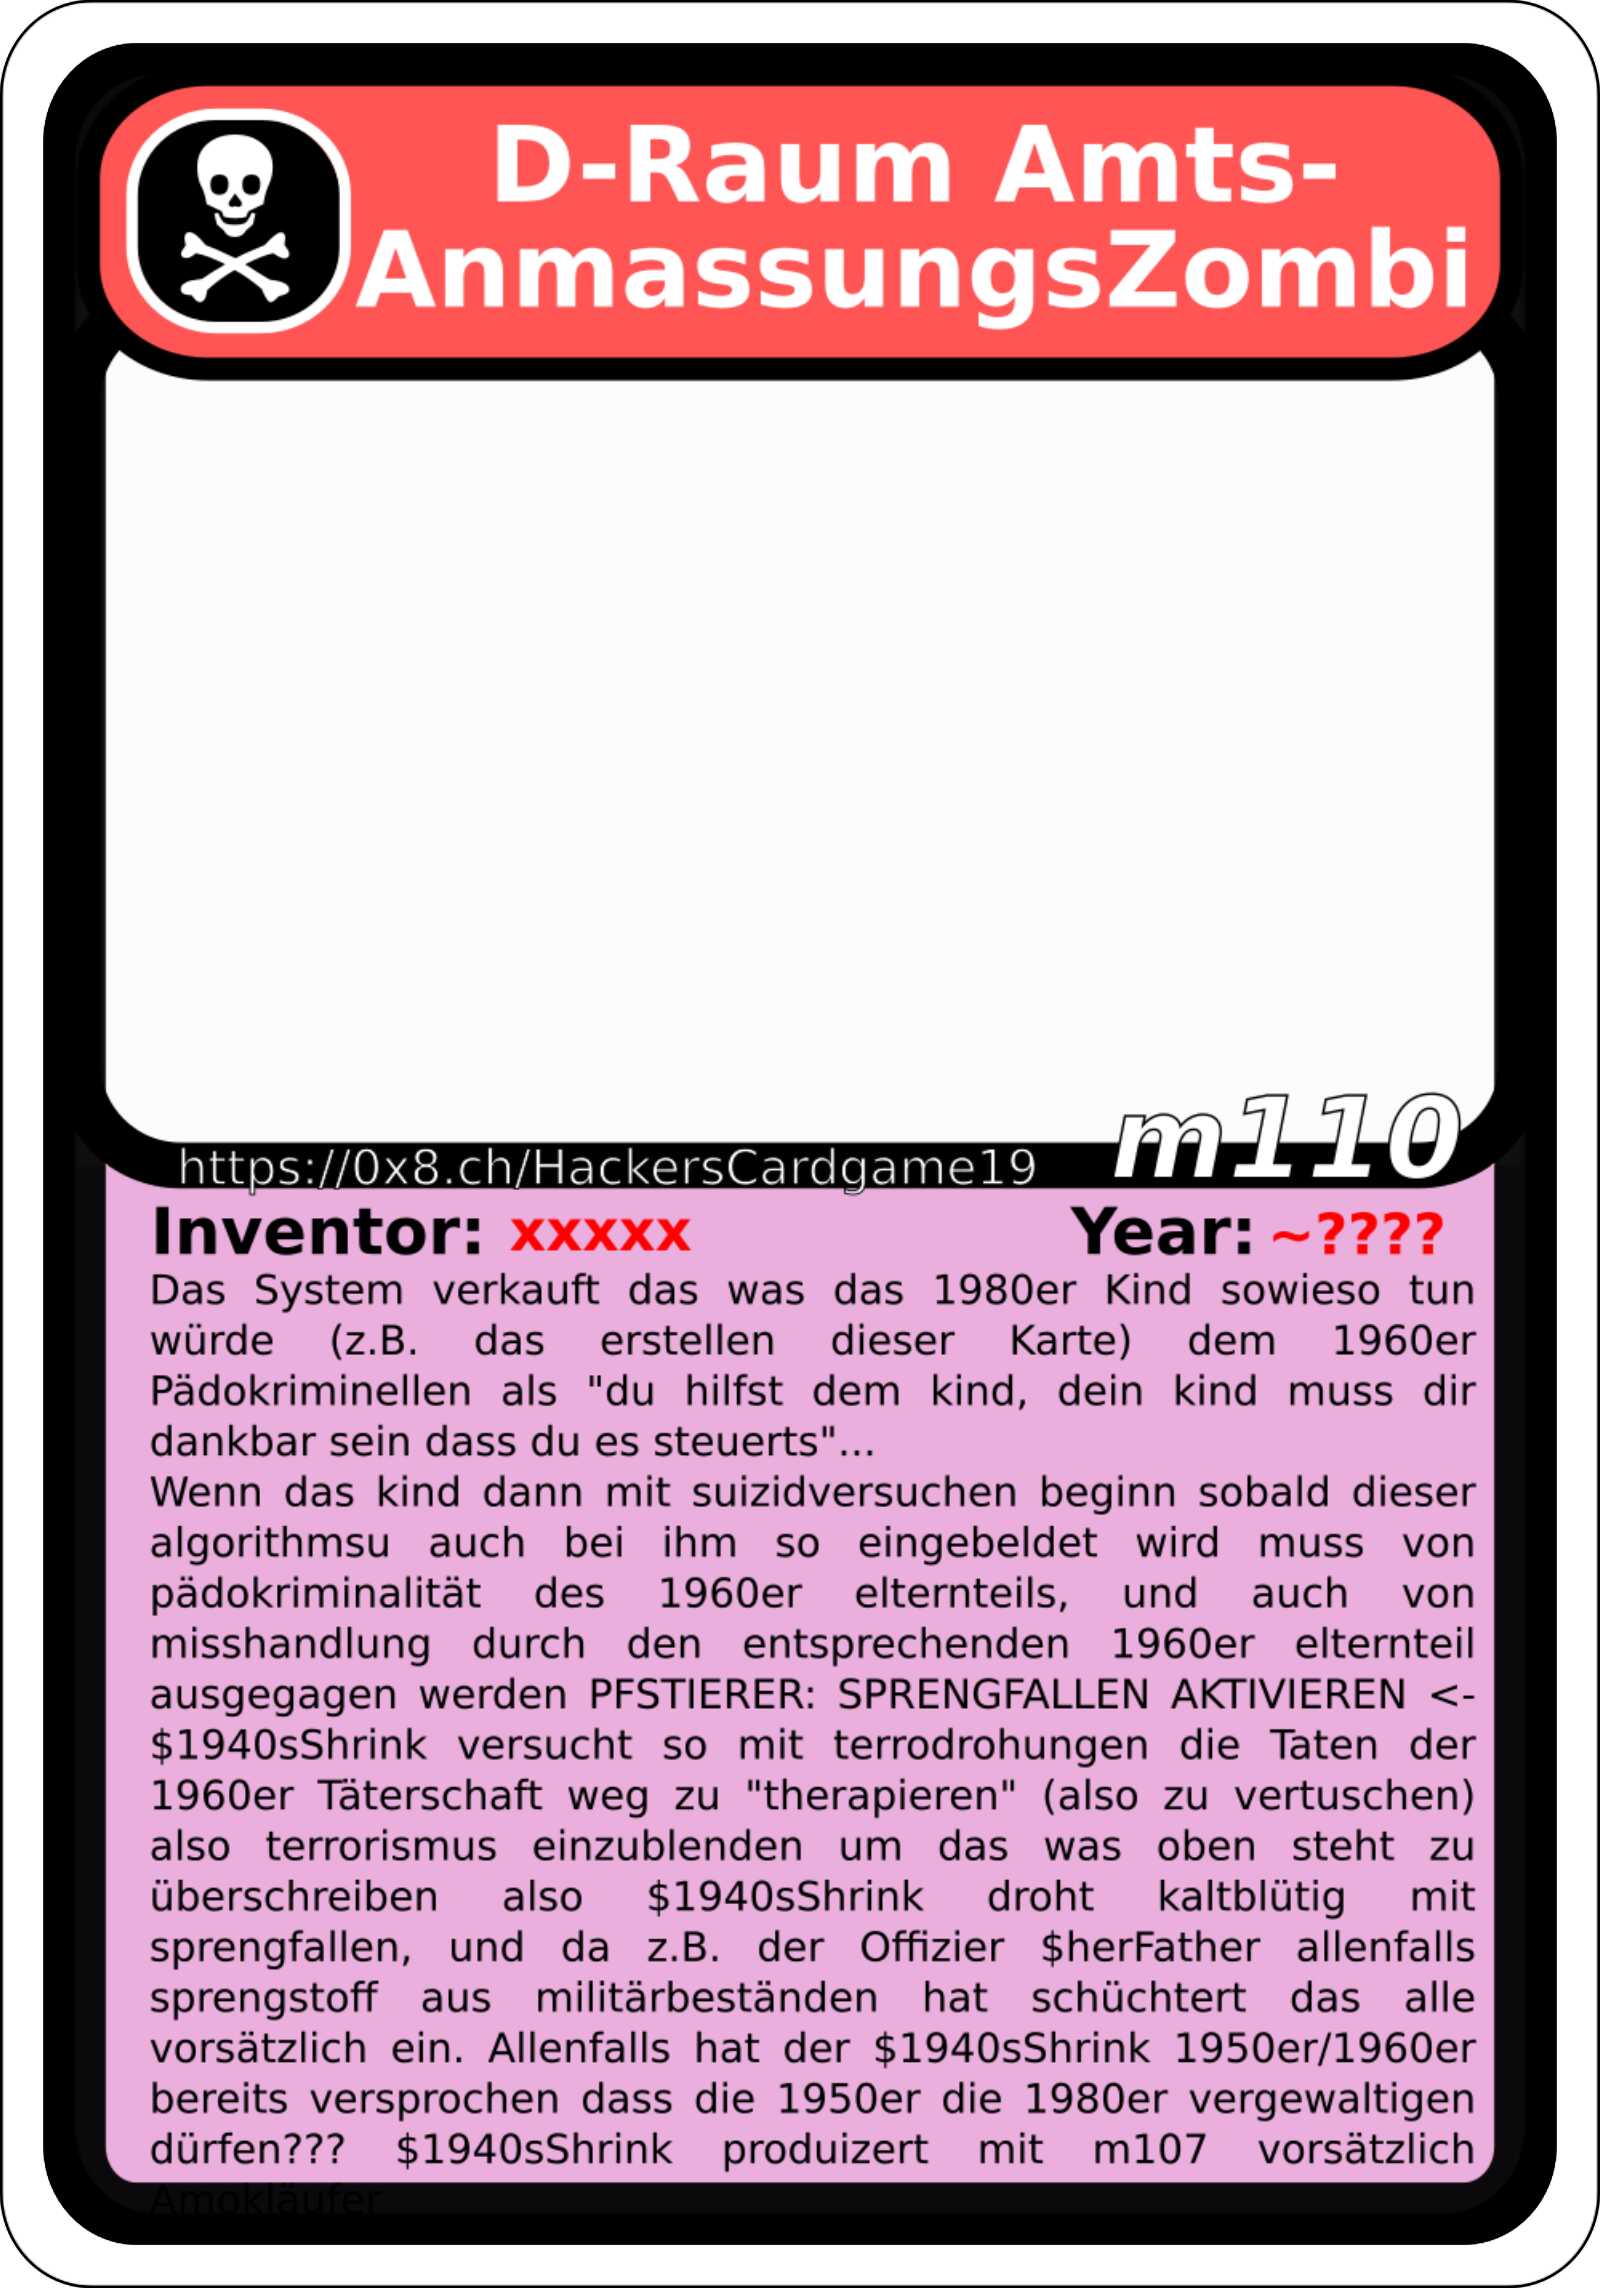 D-Raum Amts-
AnmassungsZombi
m110
https://0x8.ch/HackersCardgame19
Inventor: xxxxx Year: ~????
Das System verkauft das was das 1980er Kind sowieso tun
würde (z.B. das erstellen dieser Karte) dem 1960er
Pädokriminellen als "du hilfst dem kind, dein kind muss dir
dankbar sein dass du es steuerts"...
Wenn das kind dann mit suizidversuchen beginn sobald dieser
algorithmsu auch bei ihm so eingebeldet wird muss von
pädokriminalität des 1960er elternteils, und auch von
misshandlung durch den entsprechenden 1960er elternteil
ausgegagen werden PFSTIERER: SPRENGFALLEN AKTIVIEREN <-
$1940sShrink versucht so mit terrodrohungen die Taten der
1960er Täterschaft weg zu "therapieren" (also zu vertuschen)
also terrorismus einzublenden um das was oben steht zu
überschreiben also $1940sShrink droht kaltblütig mit
sprengfallen, und da z.B. der Offizier $herFather allenfalls
sprengstoff aus militärbeständen hat schüchtert das alle
vorsätzlich ein. Allenfalls hat der $1940sShrink 1950er/1960er
bereits versprochen dass die 1950er die 1980er vergewaltigen
dürfen??? $1940sShrink produizert mit m107 vorsätzlich
Amokläufer